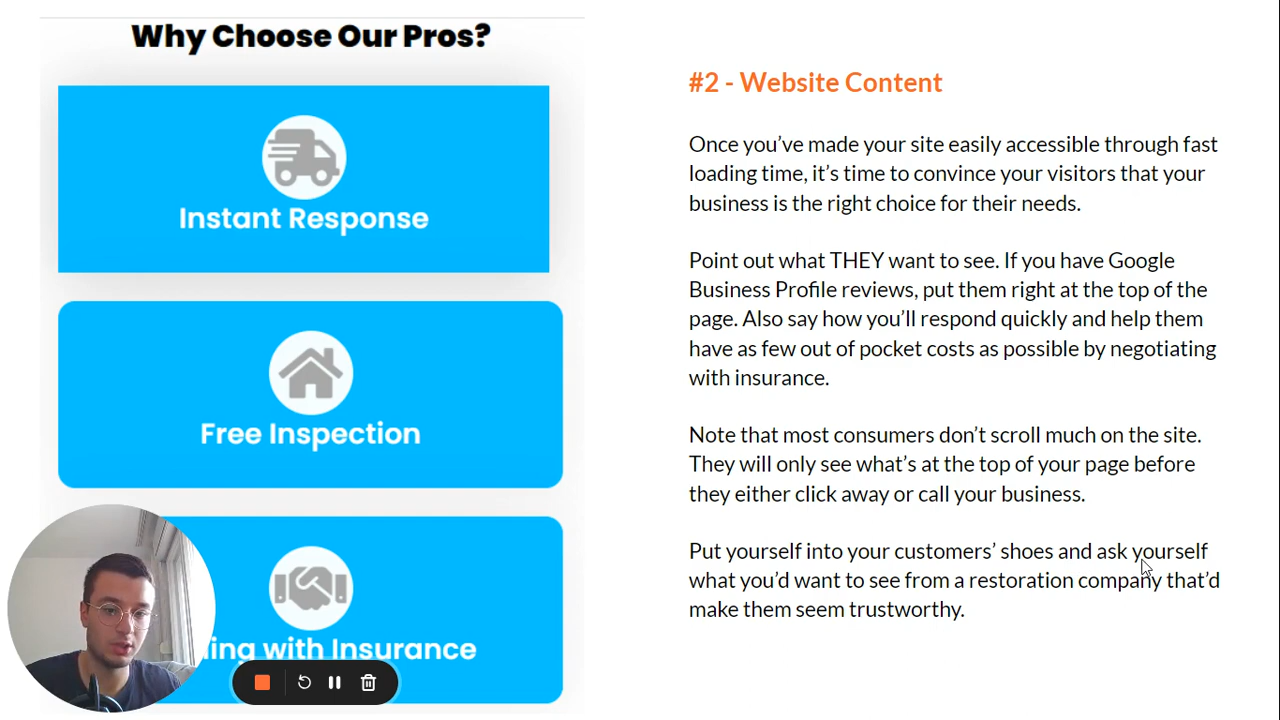 Why Choose Our Pros?
Instant Response
Free Inspection
with Insurance
#2 - Website Content
Once you’ve made your site easily accessible through fast
loading time, it’s time to convince your visitors that your
business is the right choice for their needs.
Point out what THEY want to see. If you have Google
Business Profile reviews, put them right at the top of the
page. Also say how you’ll respond quickly and help them
have as few out of pocket costs as possible by negotiating
with insurance.
Note that most consumers don’t scroll much on the site.
They will only see what’s at the top of your page before
they either click away or call your business.
Put yourself into your customers’ shoes and ask yourself
what you’d want to see from a restoration company that’d
make them seem trustworthy.